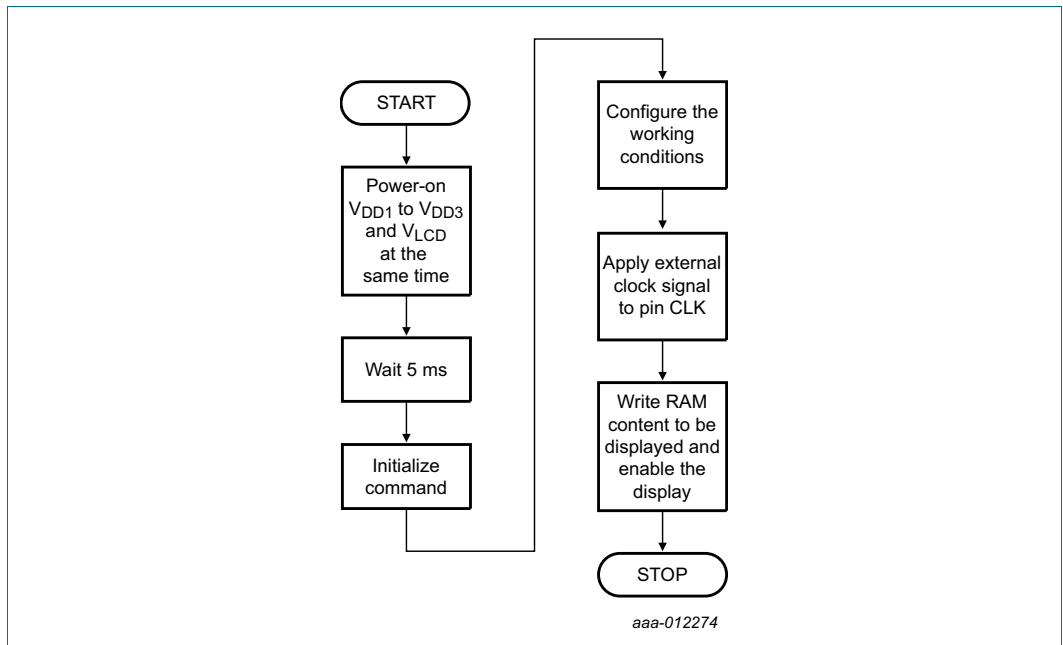 START
Power-on
VDD1 to VDD3
and VLCD
at the
same time
Wait 5 ms
Initialize
command
Configure the
working
conditions
Apply external
clock signal
to pin CLK
Write RAM
content to be
displayed and
enable the
display
STOP
aaa-012274